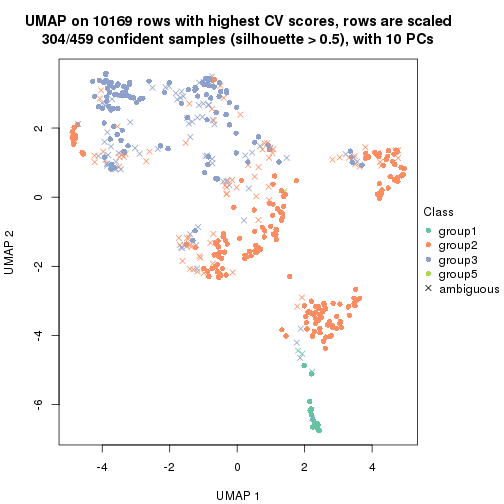 UMAP on 10169 rows with highest CV scores, rows are scaled
304/459 confident samples (silhouette > 0.5), with 10 PCs
2
0
-2
-4
-6
UMAP 2
-4
-2
0
2
4
UMAP 1
Class
group1
group2
group3
group5
ambiguous